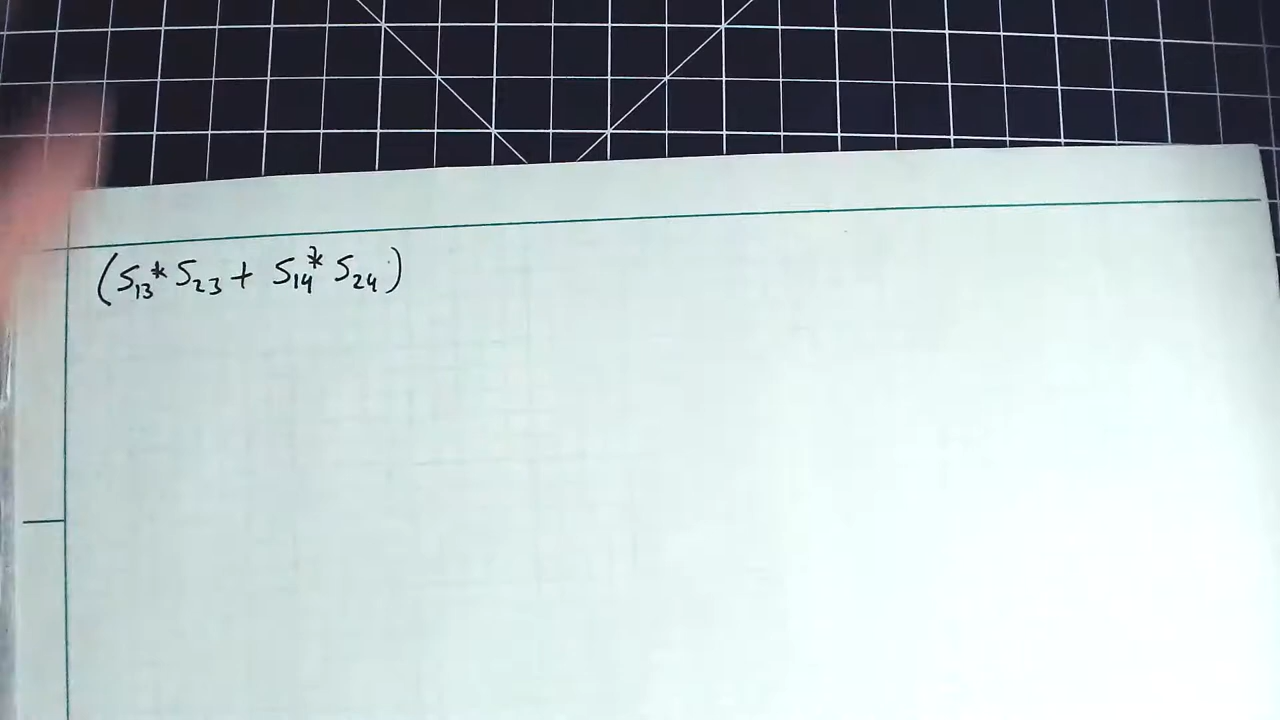 (S₁₃* S₂₃ + S₁₄* S₂₄)